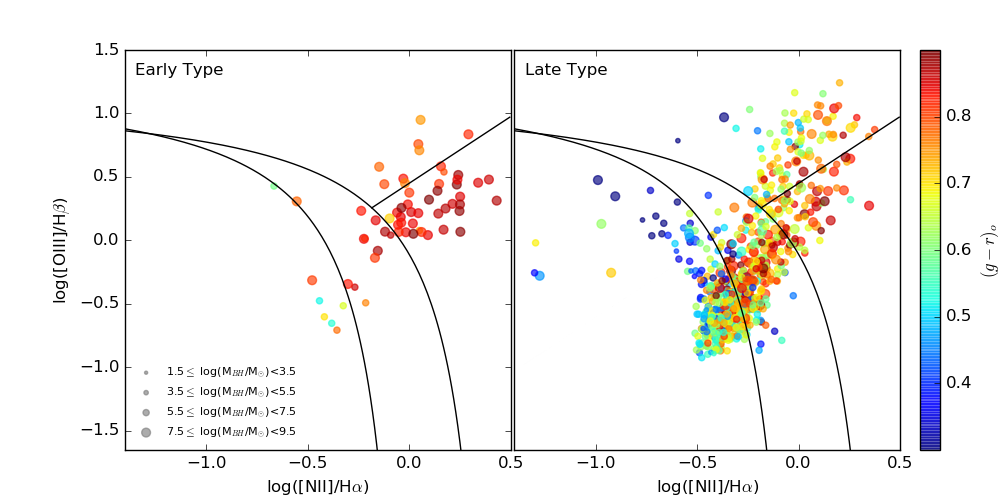 Early Type
Late Type
1.5
1.0
0.5
0.0
−0.5
−1.0
−1.5
log([OIII]/Hβ)
1.5≤ log(M_BH/M_⊙)<3.5
3.5≤ log(M_BH/M_⊙)<5.5
5.5≤ log(M_BH/M_⊙)<7.5
7.5≤ log(M_BH/M_⊙)<9.5
−1.0 −0.5 0.0 0.5 −1.0 −0.5 0.0 0.5
log([NII]/Hα)
log([NII]/Hα)
0.8
0.7
0.6
0.5
0.4
(g − r)_o